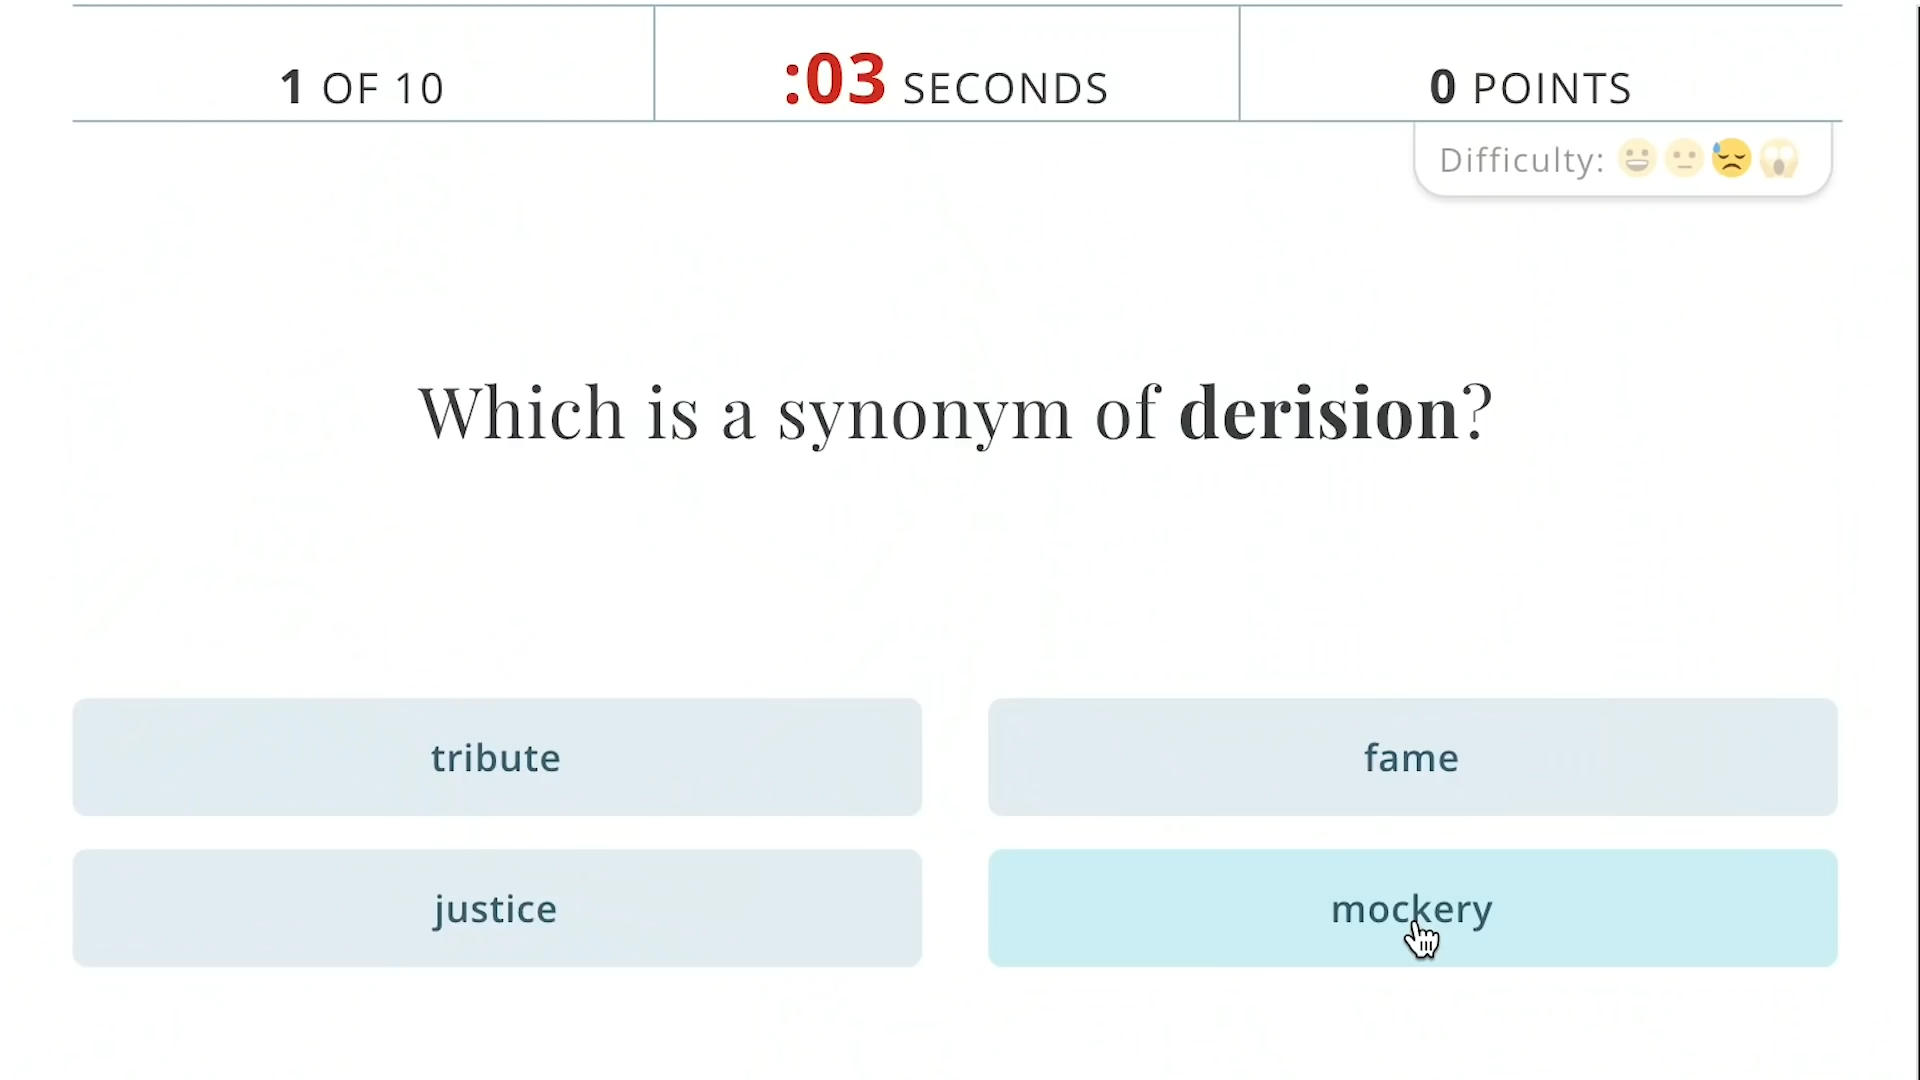 1 OF 10
:03 SECONDS
0 POINTS
Difficulty:
Which is a synonym of derision?
tribute
fame
justice
mockery